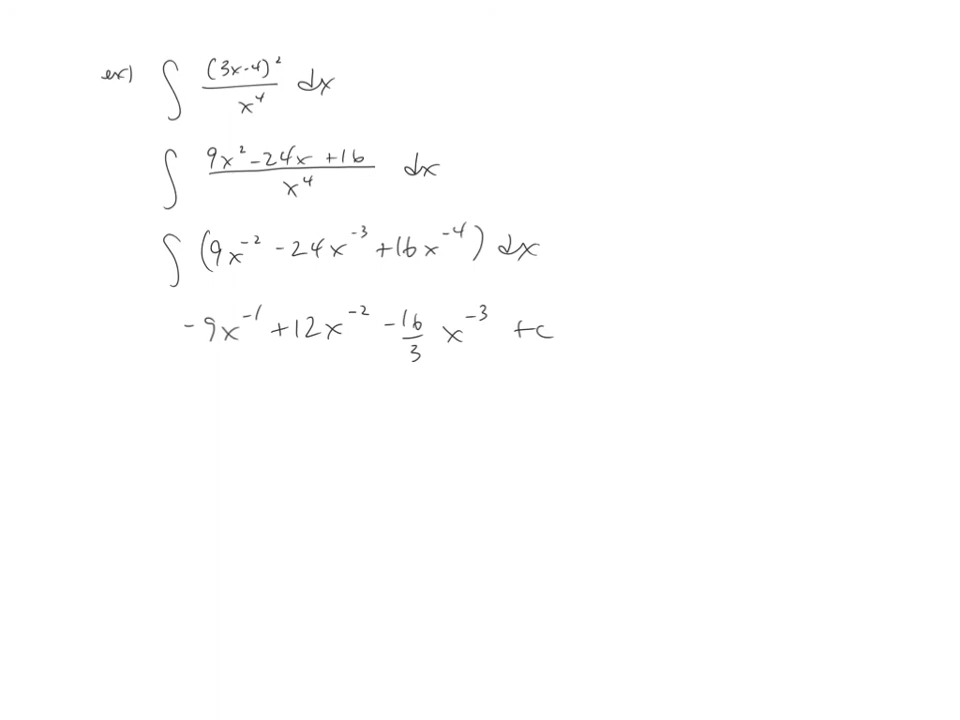 ex) ∫ (3x-4)² / x⁴ dx
∫ 9x² - 24x + 16 / x⁴ dx
∫ (9x⁻² - 24x⁻³ + 16x⁻⁴) dx
-9x⁻¹ + 12x⁻² - 16/3 x⁻³ + c